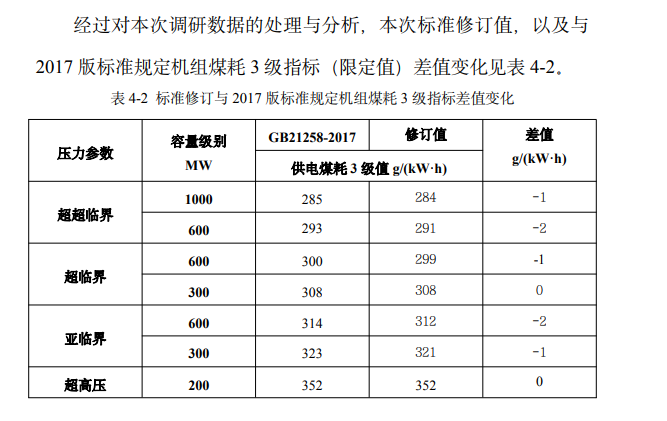 经过对本次调研数据的处理与分析，本次标准修订值，以及与
2017 版标准规定机组煤耗 3 级指标（限定值）差值变化见表 4-2。
表 4-2 标准修订与 2017 版标准规定机组煤耗 3 级指标差值变化
压力参数 容量级别 MW GB21258-2017 修订值 差值 g/(kW·h)
供电煤耗 3 级值 g/(kW·h)
超超临界 1000 285 284 -1
600 293 291 -2
超临界 600 300 299 -1
300 308 308 0
亚临界 600 314 312 -2
300 323 321 -1
超高压 200 352 352 0